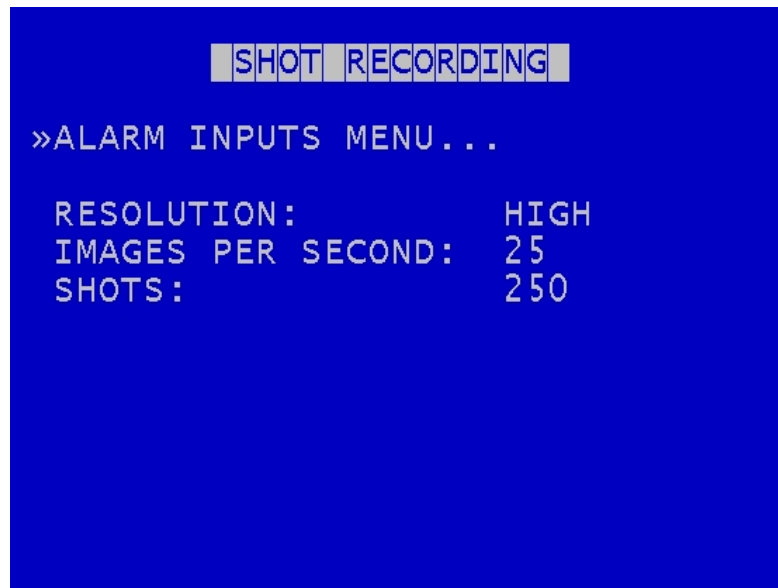 SHOT RECORDING
»ALARM INPUTS MENU...
RESOLUTION: HIGH
IMAGES PER SECOND: 25
SHOTS: 250